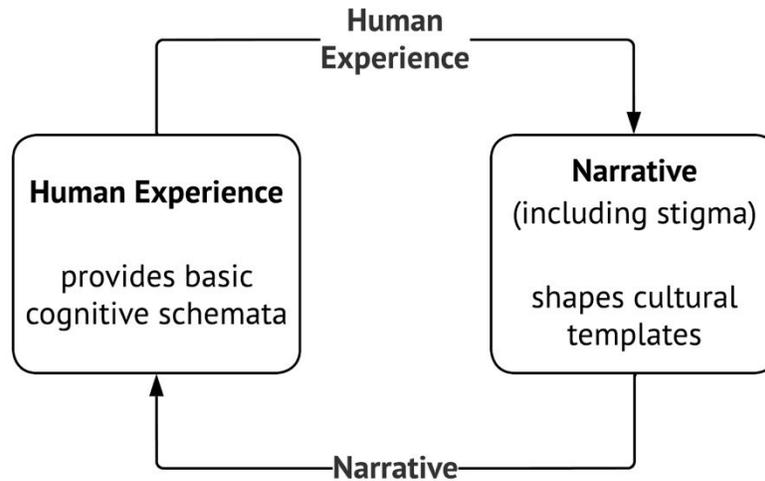 Human
Experience
Human Experience
provides basic
cognitive schemata
Narrative
(including stigma)
shapes cultural
templates
Narrative